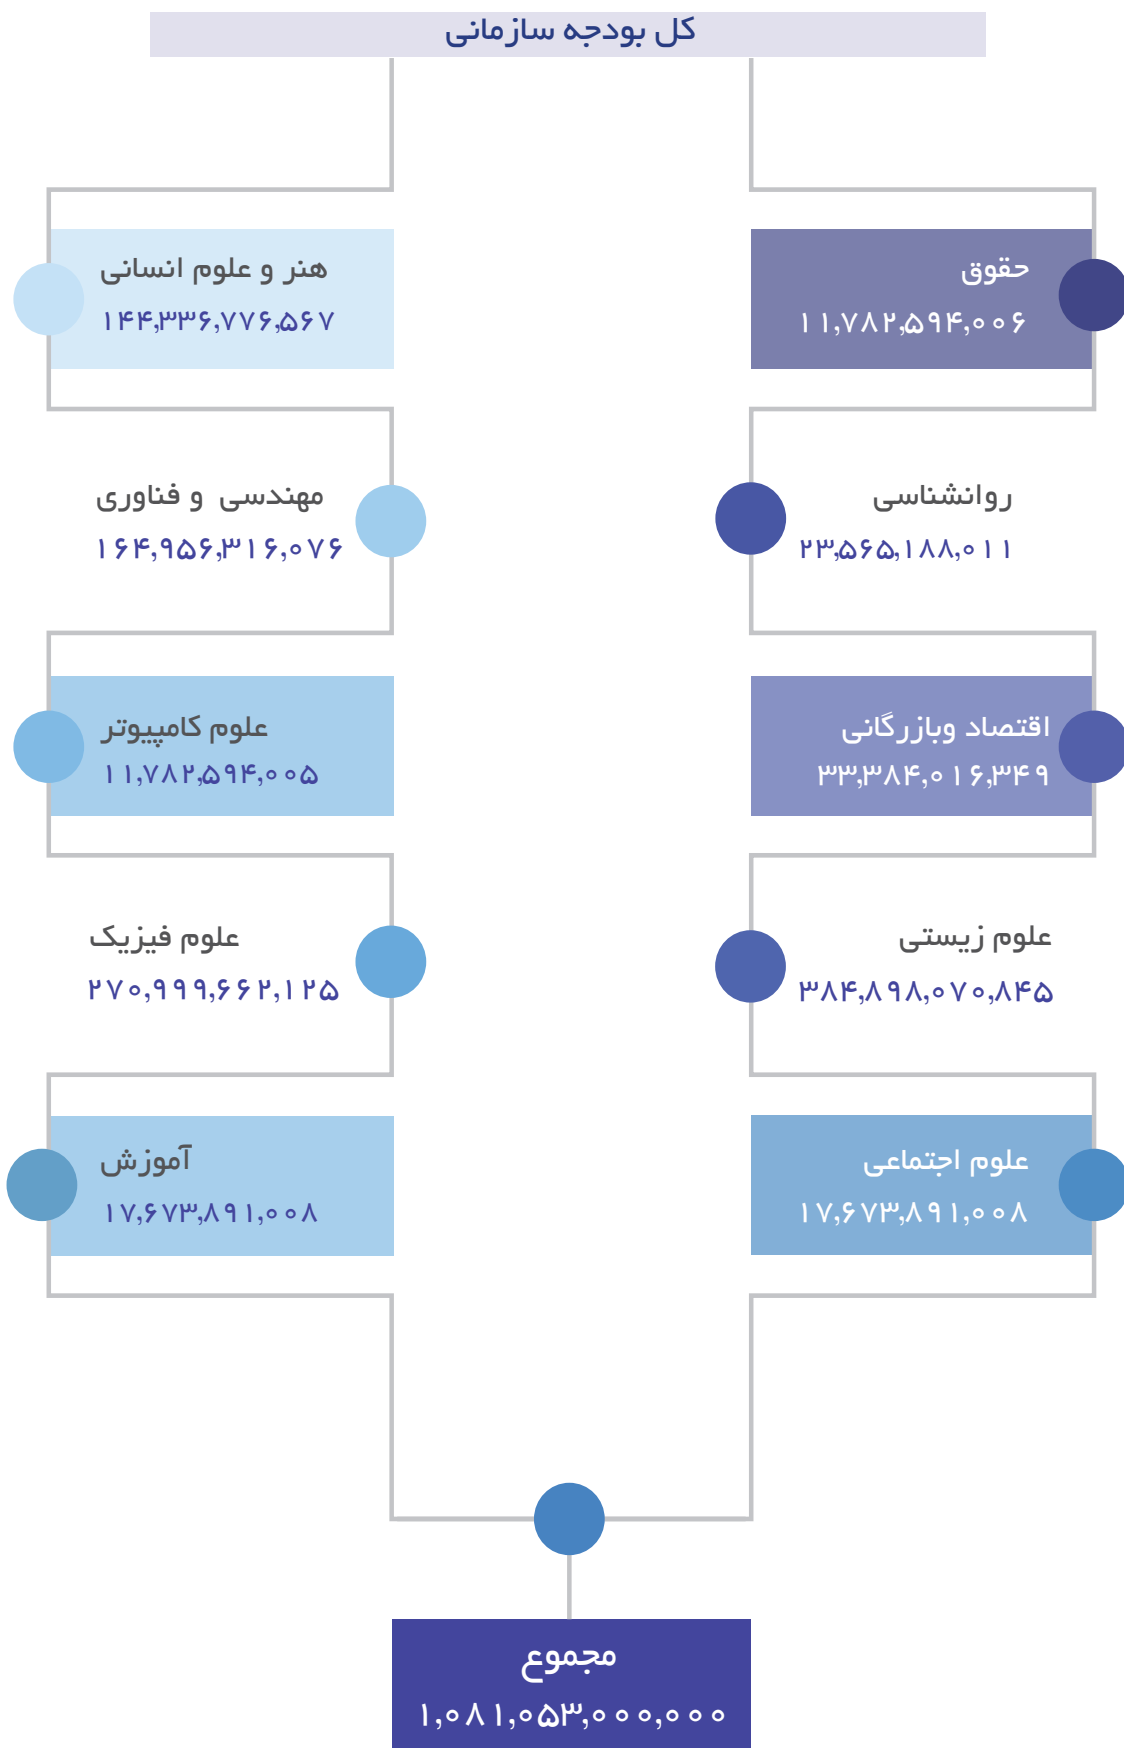 کل بودجه سازمانی
حقوق
۱۱,۷۸۲,۵۹۴,۰۰۶
هنر و علوم انسانی
۱۴۴,۳۳۶,۷۷۶,۵۶۷
روانشناسی
۲۳,۵۶۵,۱۸۸,۰۱۱
مهندسی و فناوری
۱۶۴,۹۵۶,۳۱۶,۰۷۶
اقتصاد وبازرگانی
۳۳,۳۸۴,۰۱۶,۳۴۹
علوم کامپیوتر
۱۱,۷۸۲,۵۹۴,۰۰۵
علوم زیستی
۳۸۴,۸۹۸,۰۷۰,۸۴۵
علوم فیزیک
۲۷۰,۹۹۹,۶۶۲,۱۲۵
علوم اجتماعی
۱۷,۶۷۳,۸۹۱,۰۰۸
آموزش
۱۷,۶۷۳,۸۹۱,۰۰۸
مجموع
۱,۰۸۱,۰۵۳,۰۰۰,۰۰۰